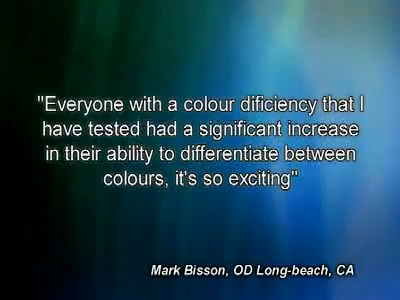 "Everyone with a colour dificiency that I
have tested had a significant increase
in their ability to differentiate between
colours, it's so exciting"
Mark Bisson, OD Long-beach, CA